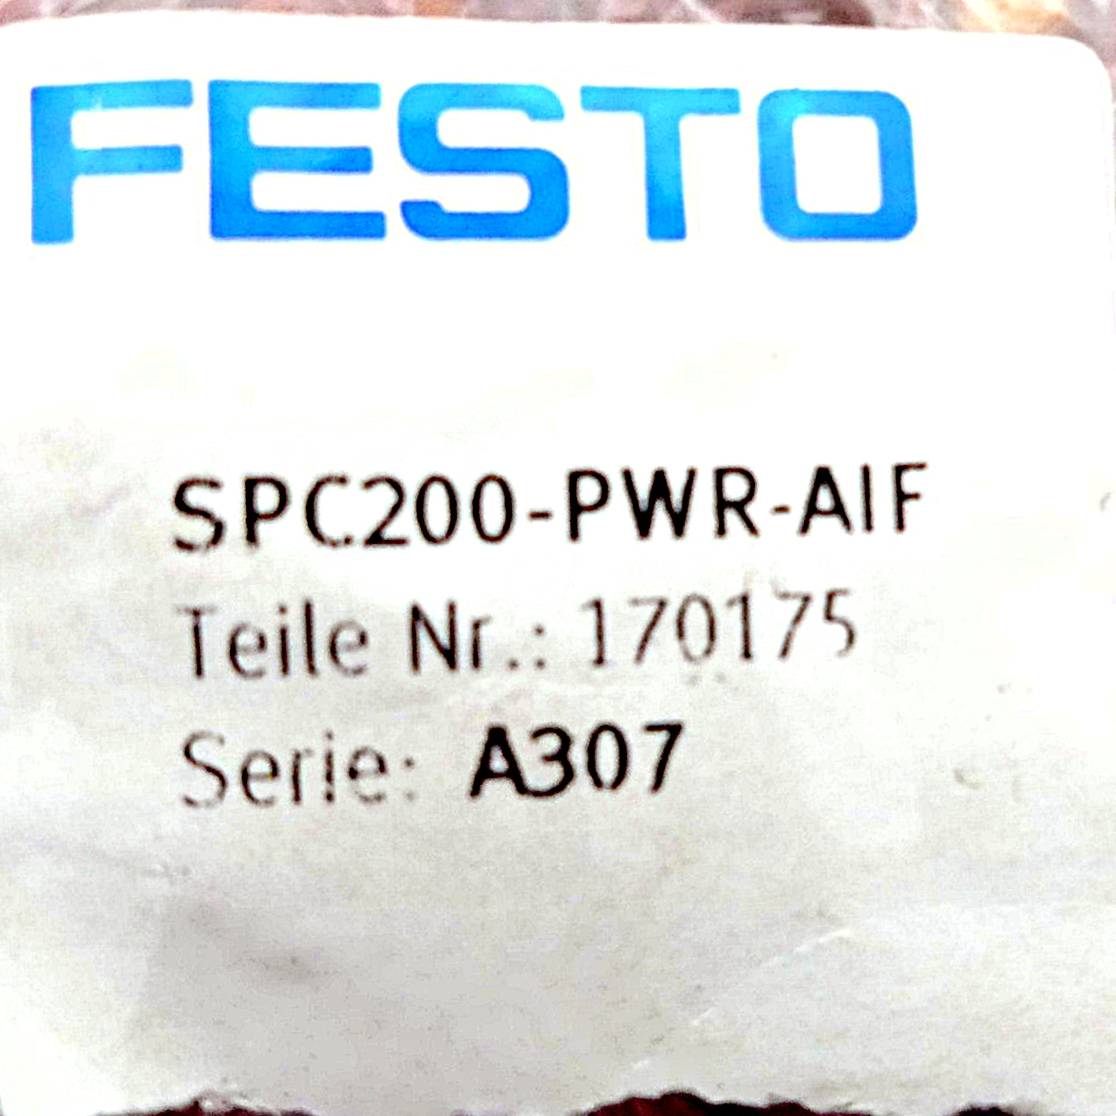 FESTO
SPC200-PWR-AIF
Teile Nr.: 170175
Serie: A307